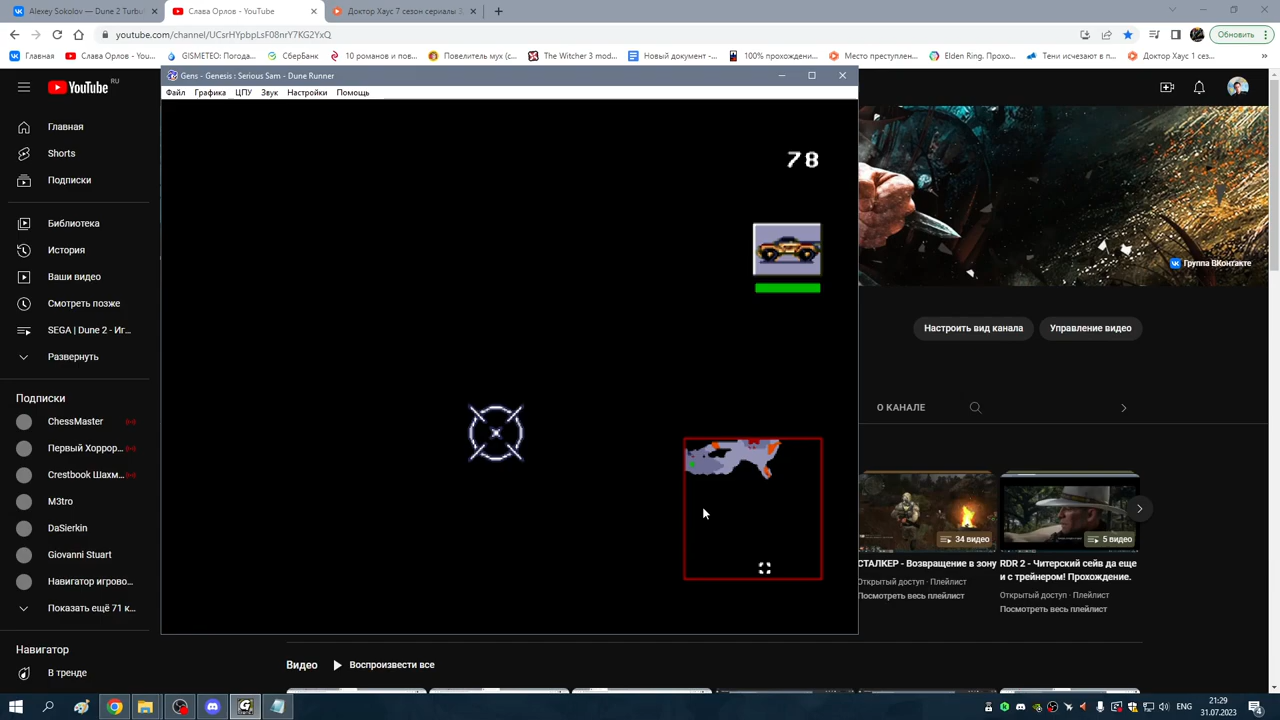 Alexey Sokolov — Dune 2 Turbo
Слава Орлов - YouTube
Доктор Хаус 7 сезон сериалы 3
youtube.com/channel/UCsrHYpbpLsF08nrY7KG2YxQ
Обновить
Главная
Слава Орлов - You...
GISMETEO: Погода...
СберБанк
10 романов и пов...
Повелитель мух (с...
The Witcher 3 mod...
Новый документ -...
100% прохождени...
Место преступлен...
Elden Ring. Прохо...
Тени исчезают в п...
Доктор Хаус 1 сез...
Gens - Genesis : Serious Sam - Dune Runner
Файл
Графика
ЦПУ
Звук
Настройки
Помощь
YouTube
RU
Главная
Shorts
Подписки
Библиотека
История
Ваши видео
Смотреть позже
SEGA | Dune 2 - Иг...
Развернуть
Подписки
ChessMaster
Первый Хоррор...
Crestbook Шахм...
M3tro
DaSierkin
Giovanni Stuart
Навигатор игрово...
Показать ещё 71 к...
Навигатор
В тренде
78
Группа ВКонтакте
Настроить вид канала
Управление видео
О КАНАЛЕ
34 видео
5 видео
СТАЛКЕР - Возвращение в зону
Открытый доступ · Плейлист
Посмотреть весь плейлист
RDR 2 - Читерский сейв да еще
и с трейнером! Прохождение.
Открытый доступ · Плейлист
Посмотреть весь плейлист
Видео
Воспроизвести все
ENG
21:29
31.07.2023